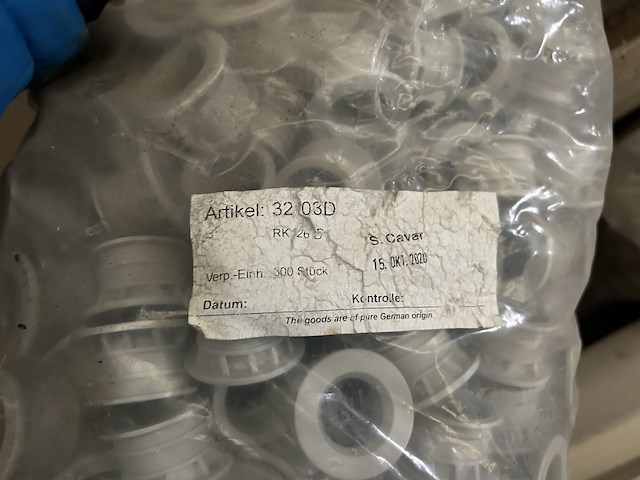 Artikel: 32 03D
RK 26
S. Cavar
Verp.-Einh. 300 Stück
15. OKT. 2020
Datum: Kontrolle:
The goods are of pure German origin